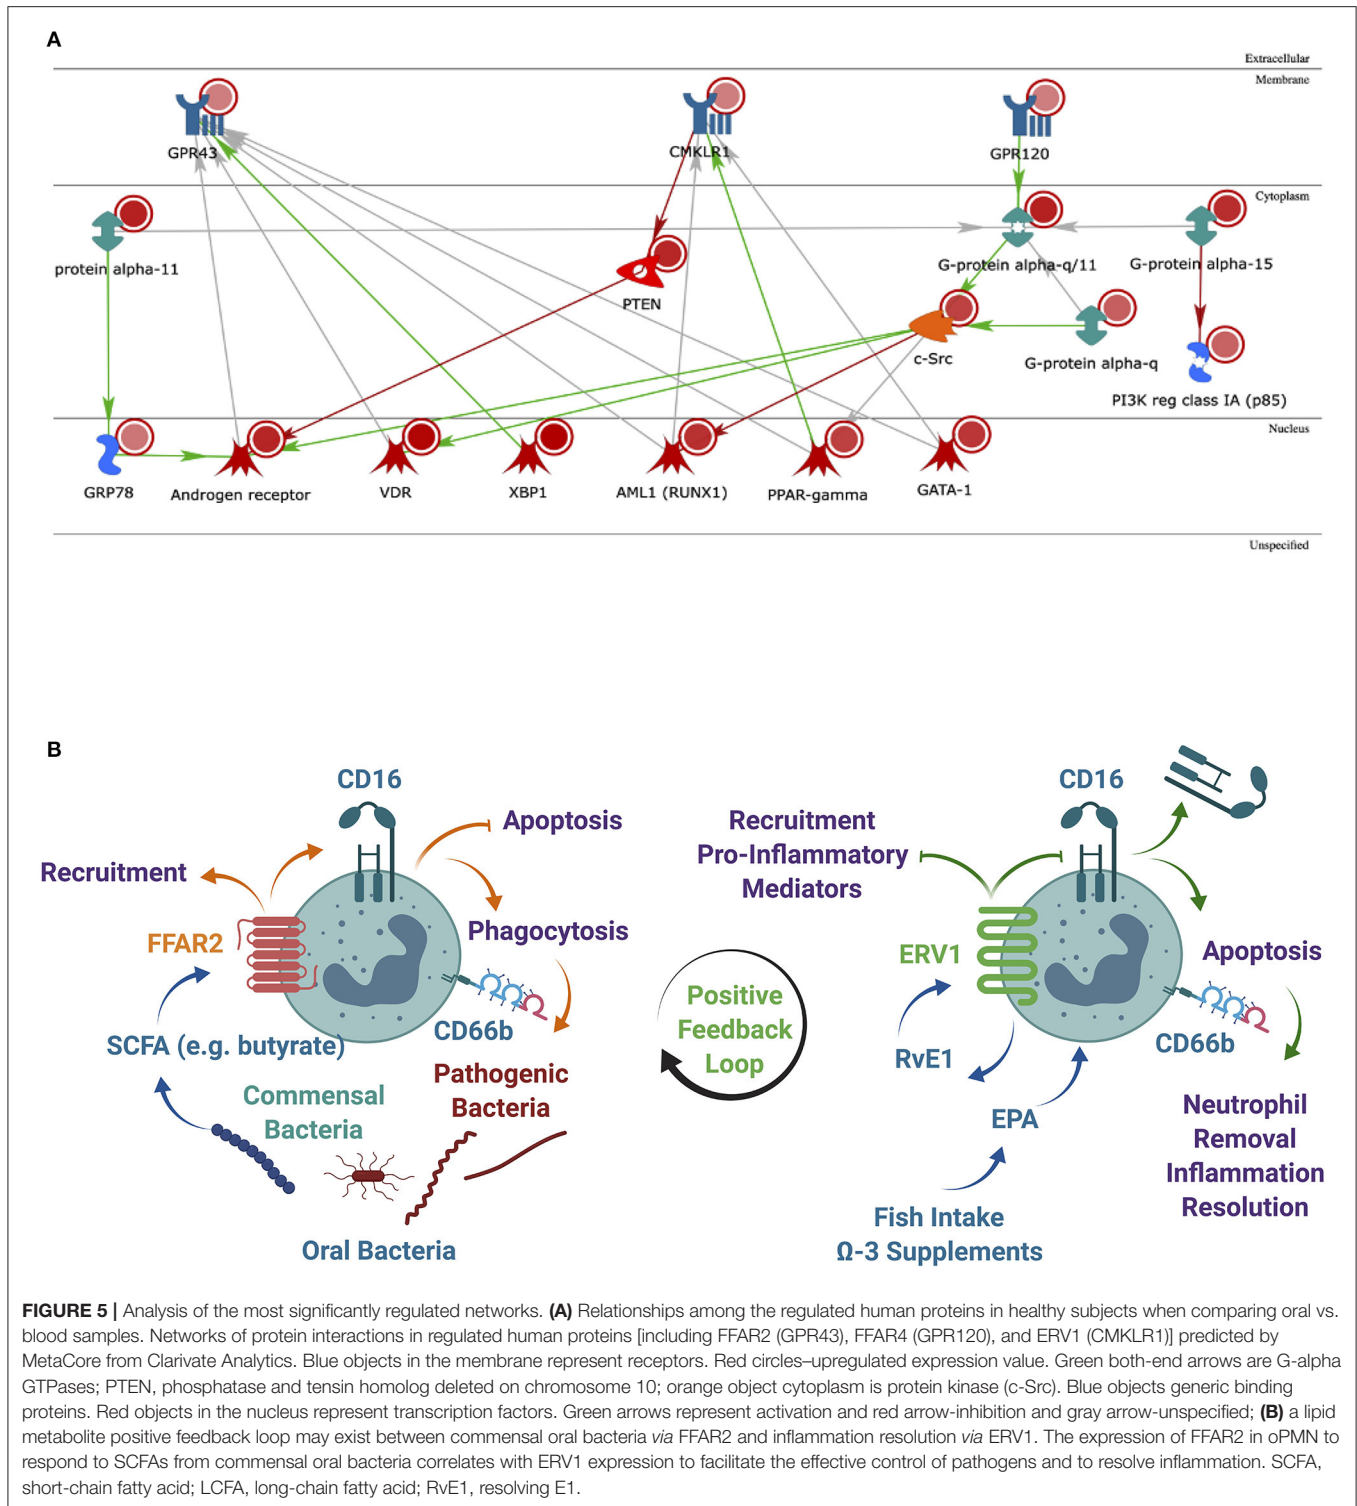 A
Extracellular
Membrane
GPR43
CMKLR1
GPR120
Cytoplasm
protein alpha-11
G-protein alpha-q/11
G-protein alpha-15
PTEN
c-Src
G-protein alpha-q
PI3K reg class IA (p85)
Nucleus
GRP78
Androgen receptor
VDR
XBP1
AML1 (RUNX1)
PPAR-gamma
GATA-1
Unspecified
B
CD16
Apoptosis
Recruitment
Phagocytosis
FFAR2
SCFA (e.g. butyrate)
CD66b
Commensal
Bacteria
Pathogenic
Bacteria
Oral Bacteria
Positive
Feedback
Loop
CD16
Recruitment
Pro-Inflammatory
Mediators
ERV1
Apoptosis
RvE1
CD66b
EPA
Neutrophil
Removal
Inflammation
Resolution
Fish Intake
Ω-3 Supplements
FIGURE 5 | Analysis of the most significantly regulated networks. (A) Relationships among the regulated human proteins in healthy subjects when comparing oral vs.
blood samples. Networks of protein interactions in regulated human proteins [including FFAR2 (GPR43), FFAR4 (GPR120), and ERV1 (CMKLR1)] predicted by
MetaCore from Clarivate Analytics. Blue objects in the membrane represent receptors. Red circles–upregulated expression value. Green both-end arrows are G-alpha
GTPases; PTEN, phosphatase and tensin homolog deleted on chromosome 10; orange object cytoplasm is protein kinase (c-Src). Blue objects generic binding
proteins. Red objects in the nucleus represent transcription factors. Green arrows represent activation and red arrow-inhibition and gray arrow-unspecified; (B) a lipid
metabolite positive feedback loop may exist between commensal oral bacteria via FFAR2 and inflammation resolution via ERV1. The expression of FFAR2 in oPMN to
respond to SCFAs from commensal oral bacteria correlates with ERV1 expression to facilitate the effective control of pathogens and to resolve inflammation. SCFA,
short-chain fatty acid; LCFA, long-chain fatty acid; RvE1, resolving E1.